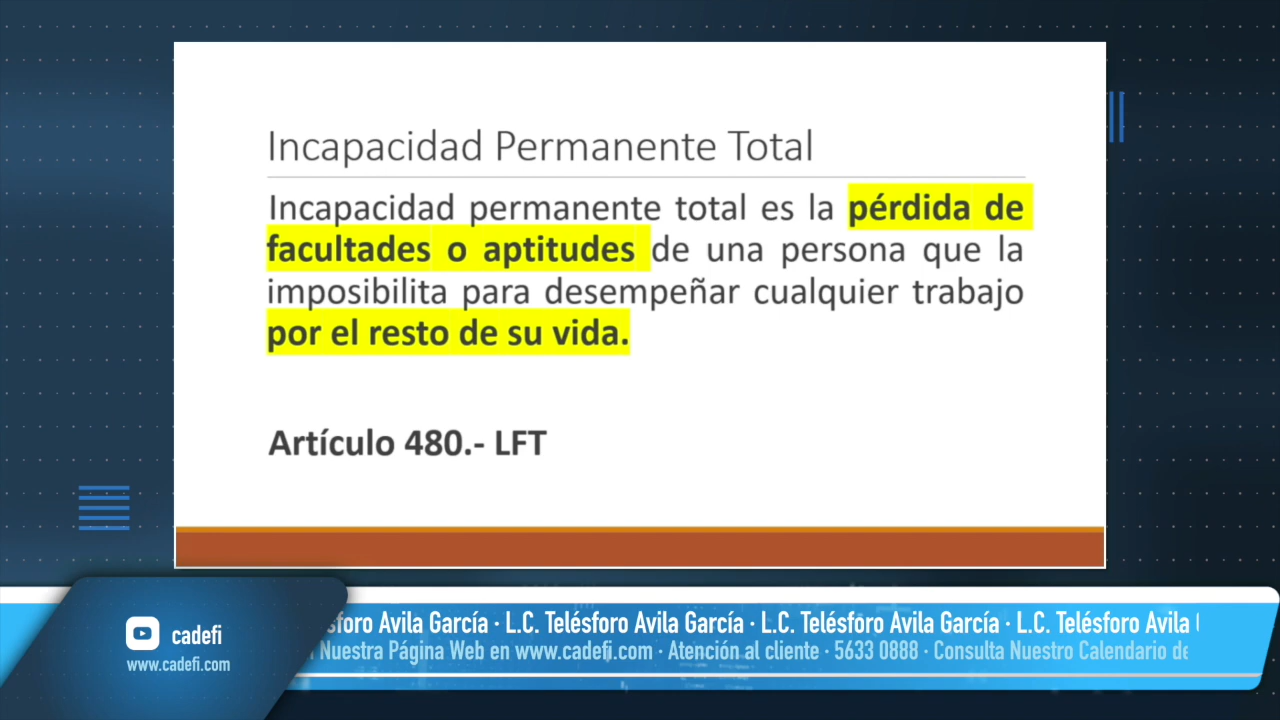 Incapacidad Permanente Total
Incapacidad permanente total es la pérdida de
facultades o aptitudes de una persona que la
imposibilita para desempeñar cualquier trabajo
por el resto de su vida.
Artículo 480.- LFT
cadefi
www.cadefi.com
Avila García · L.C. Telésforo Avila García · L.C. Telésforo Avila García · L.C. Telésforo Avila
Nuestra Página Web en www.cadefi.com · Atención al cliente · 5633 0888 · Consulta Nuestro Calendario